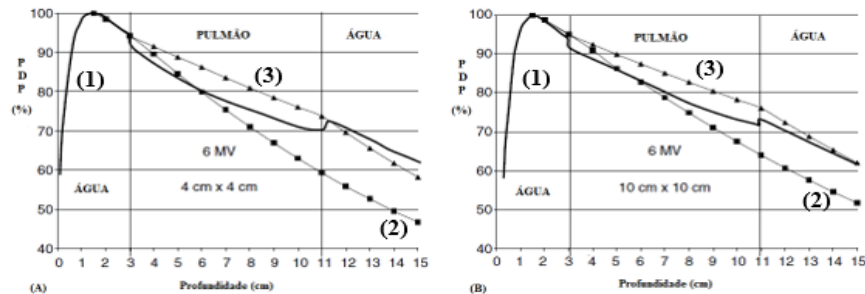 100
90
80
70
60
50
40
P
D
P
(%)
PULMÃO
ÁGUA
(1)
(3)
6 MV
4 cm x 4 cm
ÁGUA
(2)
0 1 2 3 4 5 6 7 8 9 10 11 12 13 14 15
(A)
Profundidade (cm)
100
90
80
70
60
50
40
P
D
P
(%)
PULMÃO
ÁGUA
(1)
(3)
6 MV
10 cm x 10 cm
ÁGUA
(2)
0 1 2 3 4 5 6 7 8 9 10 11 12 13 14 15
(B)
Profundidade (cm)